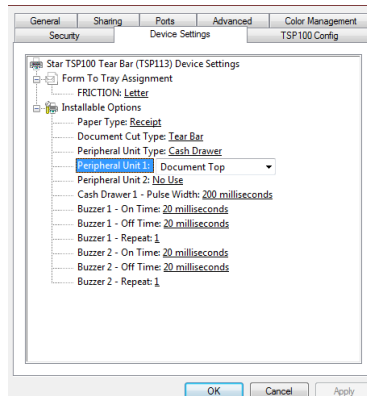 General Sharing Ports Advanced Color Management
Security Device Settings TSP100 Config
Star TSP100 Tear Bar (TSP113) Device Settings
Form To Tray Assignment
FRICTION: Letter
Installable Options
Paper Type: Receipt
Document Cut Type: Tear Bar
Peripheral Unit Type: Cash Drawer
Peripheral Unit 1: Document Top
Peripheral Unit 2: No Use
Cash Drawer 1 - Pulse Width: 200 milliseconds
Buzzer 1 - On Time: 20 milliseconds
Buzzer 1 - Off Time: 20 milliseconds
Buzzer 1 - Repeat: 1
Buzzer 2 - On Time: 20 milliseconds
Buzzer 2 - Off Time: 20 milliseconds
Buzzer 2 - Repeat: 1
OK Cancel Apply